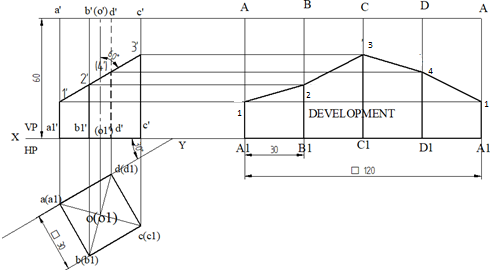 a' b' (o') d' c' A B C D A
60
60°
3' 3
(4') 4
2' 2
1' 1 1
DEVELOPMENT
VP a1' b1' (o1) d' c'
X HP Y
A1 B1 C1 D1 A1
30
□ 120
d(d1)
a(a1)
o(o1)
c(c1)
□ 30
b(b1)